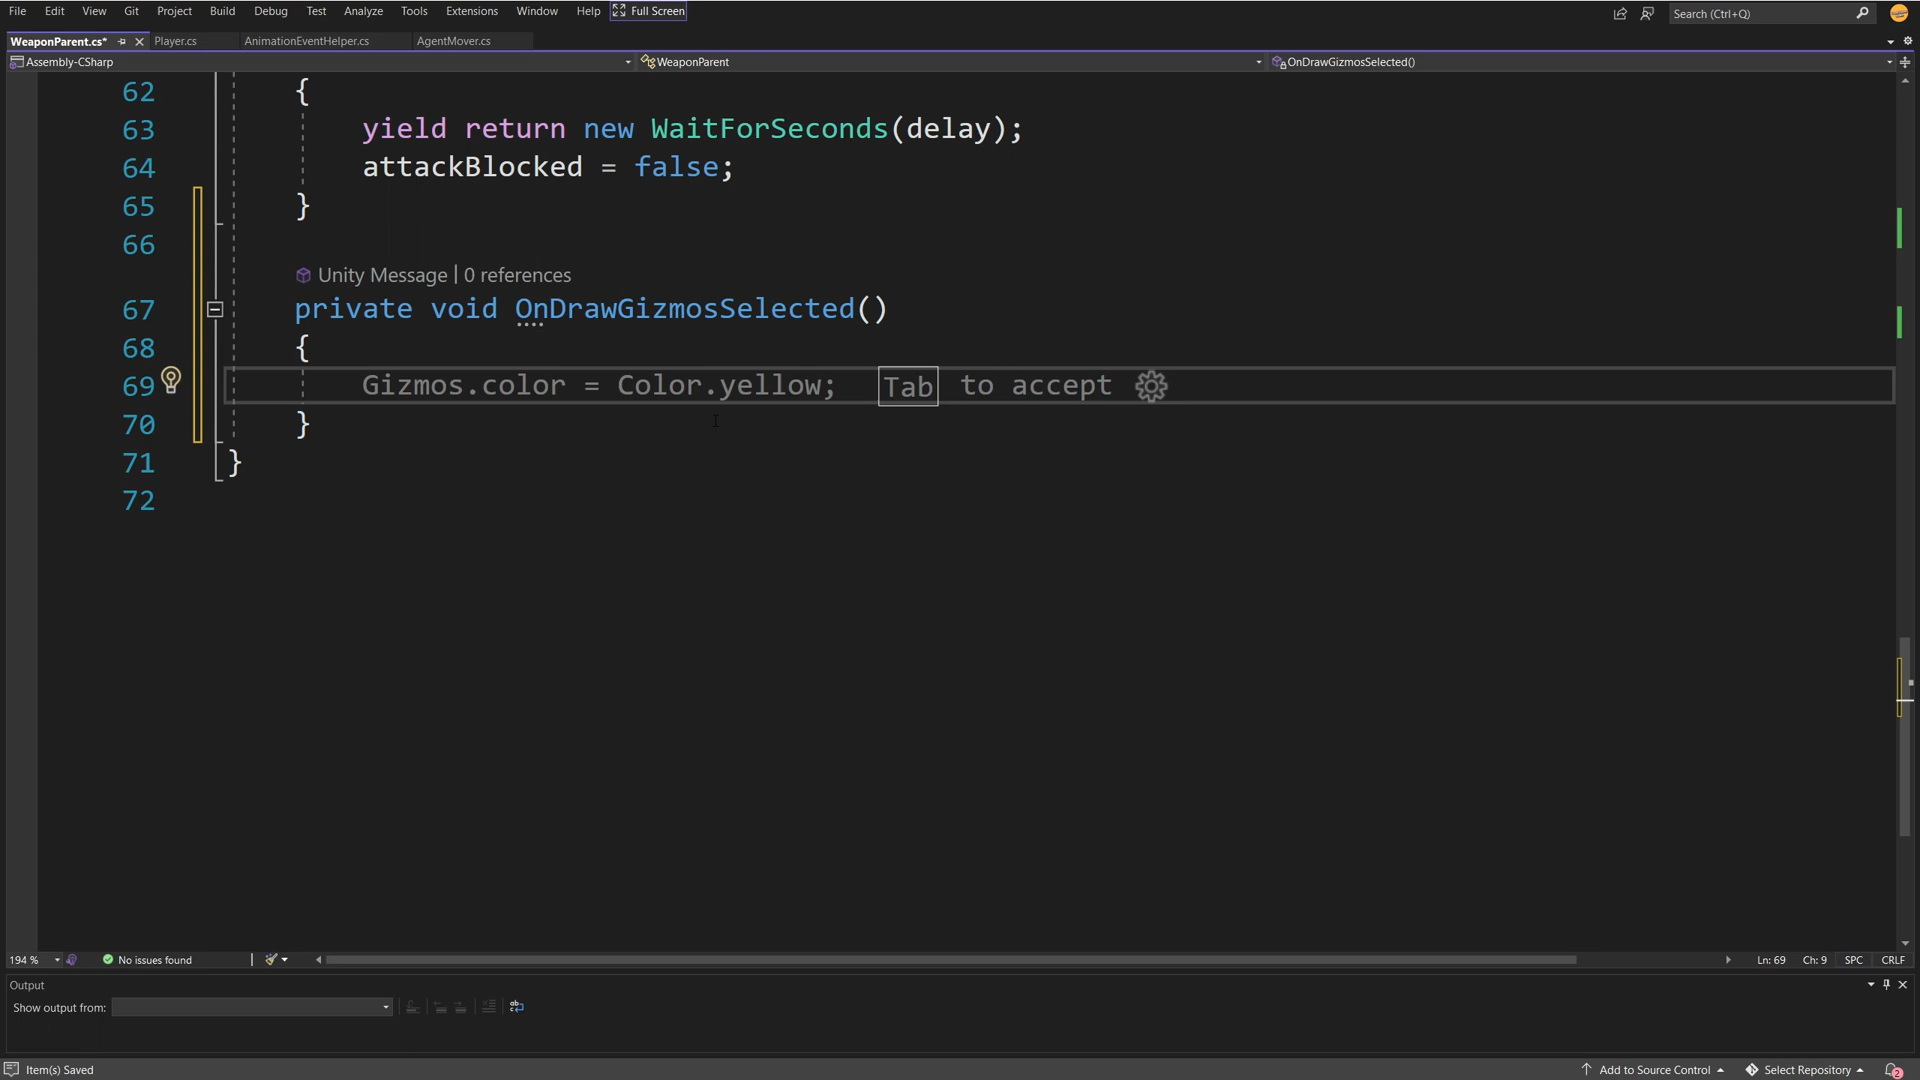 File Edit View Git Project Build Debug Test Analyze Tools Extensions Window Help Full Screen Search (Ctrl+Q)
WeaponParent.cs* Player.cs AnimationEventHelper.cs AgentMover.cs
Assembly-CSharp WeaponParent OnDrawGizmosSelected()
62 {
63 yield return new WaitForSeconds(delay);
64 attackBlocked = false;
65 }
66
Unity Message | 0 references
67 private void OnDrawGizmosSelected()
68 {
69 Gizmos.color = Color.yellow; Tab to accept
70 }
71 }
72
194 % No issues found Ln: 69 Ch: 9 SPC CRLF
Output
Show output from:
Item(s) Saved Add to Source Control Select Repository 2